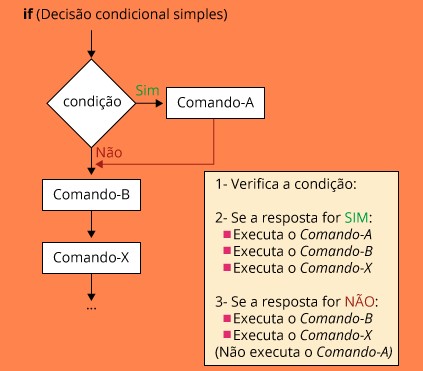 if (Decisão condicional simples)
condição
Sim
Comando-A
Não
Comando-B
Comando-X
...
1- Verifica a condição:
2- Se a resposta for SIM:
Executa o Comando-A
Executa o Comando-B
Executa o Comando-X
3- Se a resposta for NÃO:
Executa o Comando-B
Executa o Comando-X
(Não executa o Comando-A)